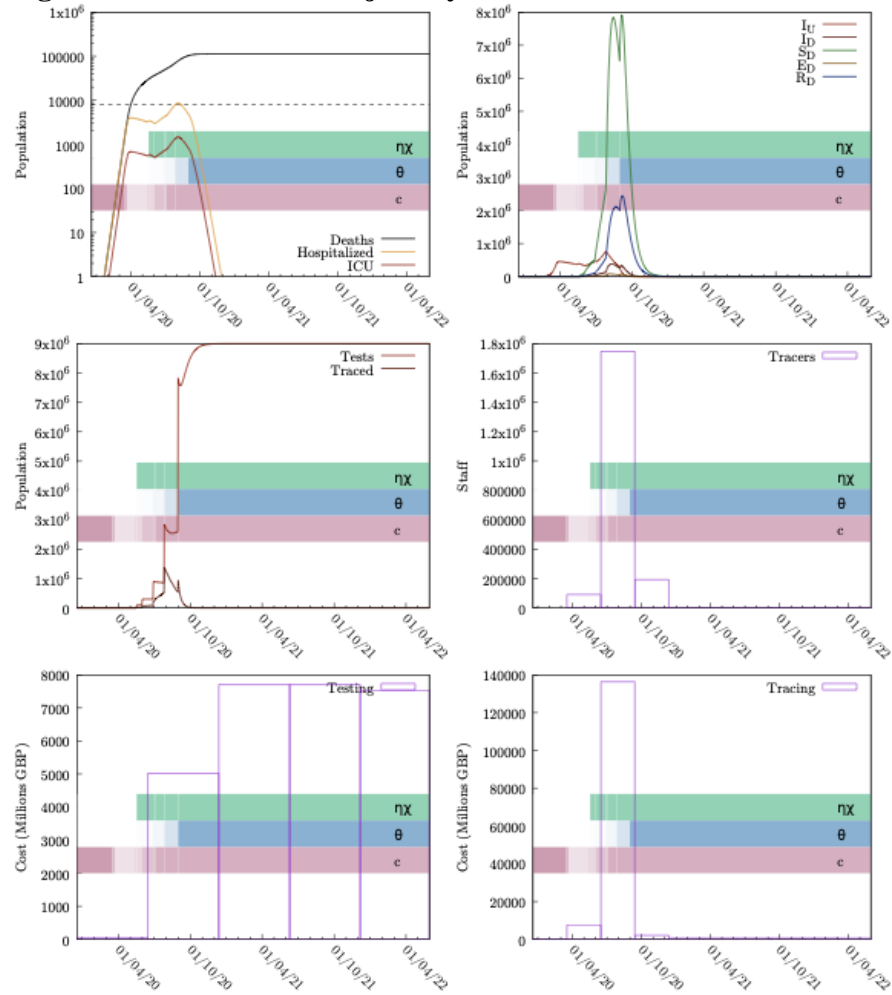 1x10⁶
100000
10000
1000
100
10
1
Population
ηχ
θ
c
Deaths
Hospitalized
ICU
01/04/20
01/10/20
01/04/21
01/10/21
01/04/22
8x10⁶
7x10⁶
6x10⁶
5x10⁶
4x10⁶
3x10⁶
2x10⁶
1x10⁶
0
Population
I_U
I_D
S_D
E_D
R_D
ηχ
θ
c
01/04/20
01/10/20
01/04/21
01/10/21
01/04/22
9x10⁶
8x10⁶
7x10⁶
6x10⁶
5x10⁶
4x10⁶
3x10⁶
2x10⁶
1x10⁶
0
Population
Tests
Traced
ηχ
θ
c
01/04/20
01/10/20
01/04/21
01/10/21
01/04/22
1.8x10⁶
1.6x10⁶
1.4x10⁶
1.2x10⁶
1x10⁶
800000
600000
400000
200000
0
Staff
Tracers
ηχ
θ
c
01/04/20
01/10/20
01/04/21
01/10/21
01/04/22
8000
7000
6000
5000
4000
3000
2000
1000
0
Cost (Millions GBP)
Testing
ηχ
θ
c
01/04/20
01/10/20
01/04/21
01/10/21
01/04/22
140000
120000
100000
80000
60000
40000
20000
0
Cost (Millions GBP)
Tracing
ηχ
θ
c
01/04/20
01/10/20
01/04/21
01/10/21
01/04/22